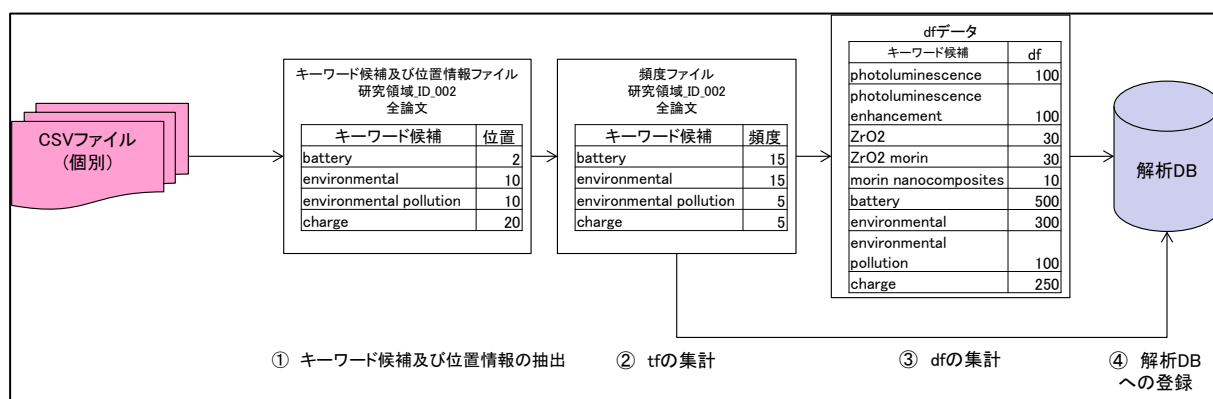 CSVファイル
(個別)
キーワード候補及び位置情報ファイル
研究領域_ID_002
全論文
キーワード候補 位置
battery 2
environmental 10
environmental pollution 10
charge 20
頻度ファイル
研究領域_ID_002
全論文
キーワード候補 頻度
battery 15
environmental 15
environmental pollution 5
charge 5
dfデータ
キーワード候補 df
photoluminescence 100
photoluminescence
enhancement 100
ZrO2 30
ZrO2 morin 30
morin nanocomposites 10
battery 500
environmental 300
environmental
pollution 100
charge 250
解析DB
① キーワード候補及び位置情報の抽出
② tfの集計
③ dfの集計
④ 解析DB
への登録